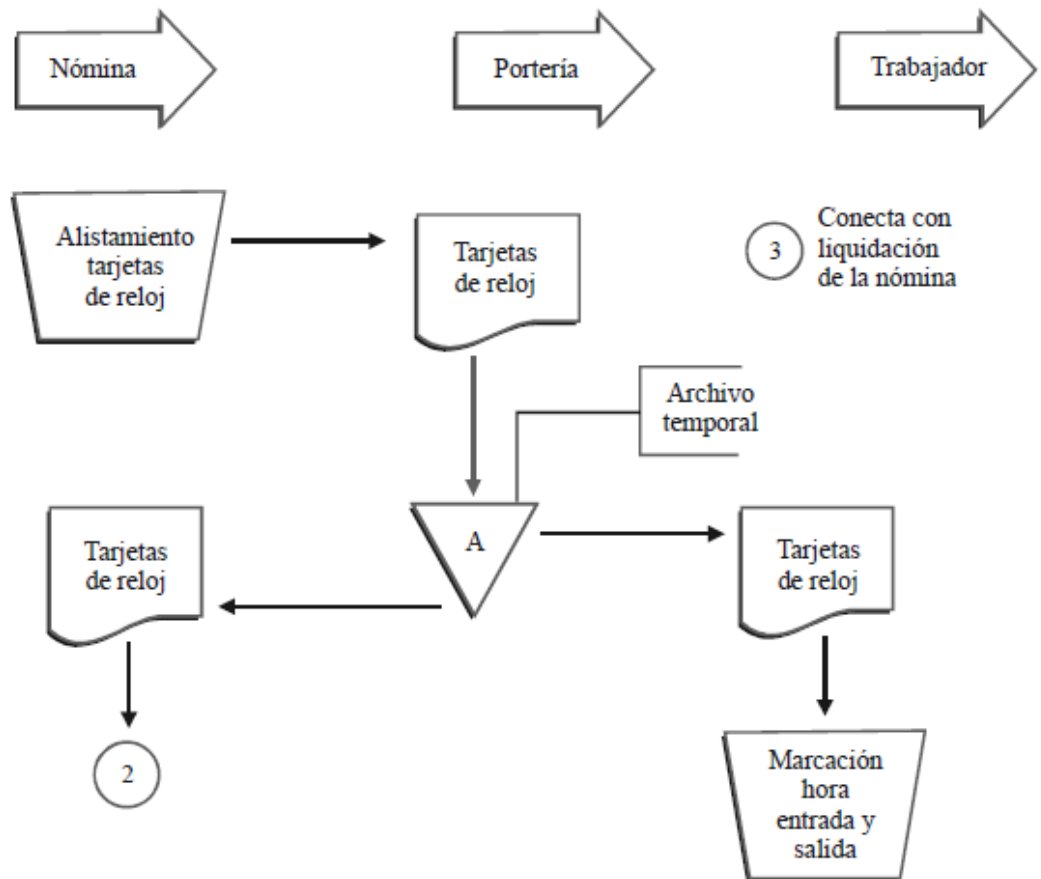 Nómina
Portería
Trabajador
Alistamiento
tarjetas
de reloj
Tarjetas
de reloj
3
Conecta con
liquidación
de la nómina
Archivo
temporal
Tarjetas
de reloj
A
Tarjetas
de reloj
2
Marcación
hora
entrada y
salida